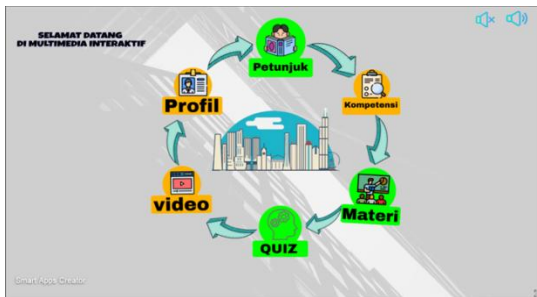 SELAMAT DATANG
DI MULTIMEDIA INTERAKTIF
Petunjuk
Profil
Kompetensi
video
Materi
QUIZ
Smart Apps Creator